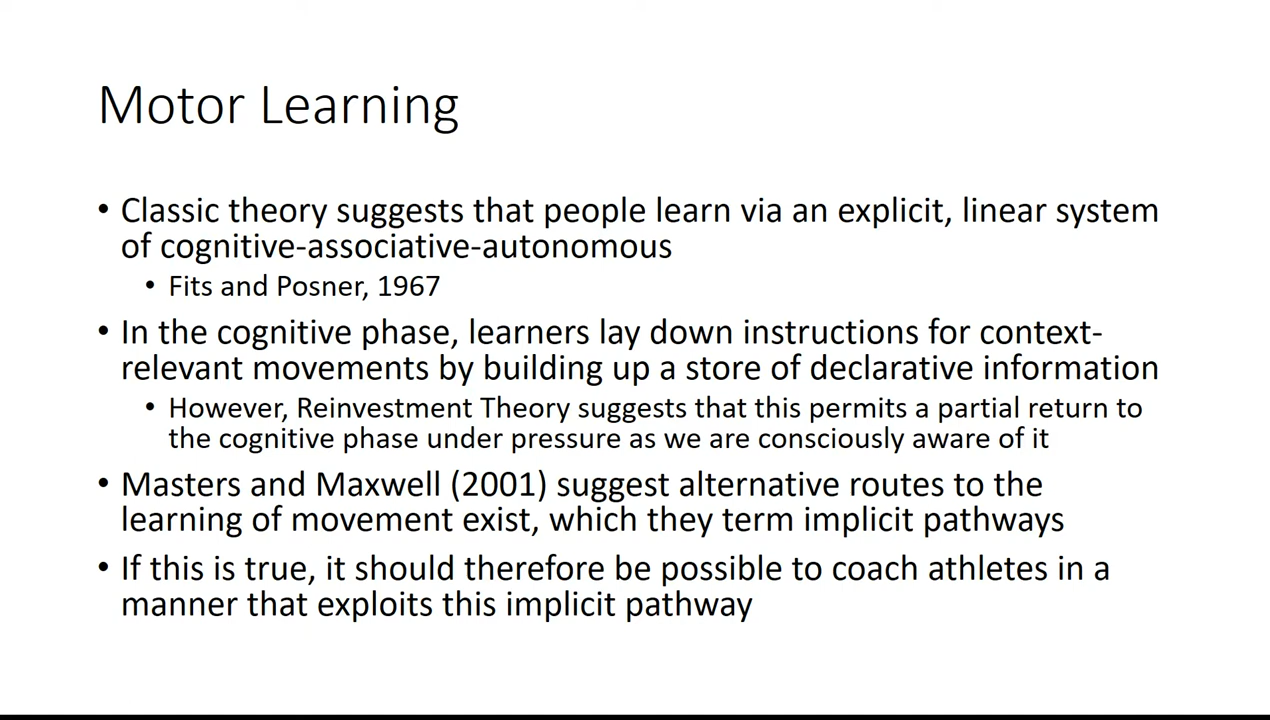 Motor Learning
• Classic theory suggests that people learn via an explicit, linear system
of cognitive-associative-autonomous
• Fits and Posner, 1967
• In the cognitive phase, learners lay down instructions for context-
relevant movements by building up a store of declarative information
• However, Reinvestment Theory suggests that this permits a partial return to
the cognitive phase under pressure as we are consciously aware of it
• Masters and Maxwell (2001) suggest alternative routes to the
learning of movement exist, which they term implicit pathways
• If this is true, it should therefore be possible to coach athletes in a
manner that exploits this implicit pathway